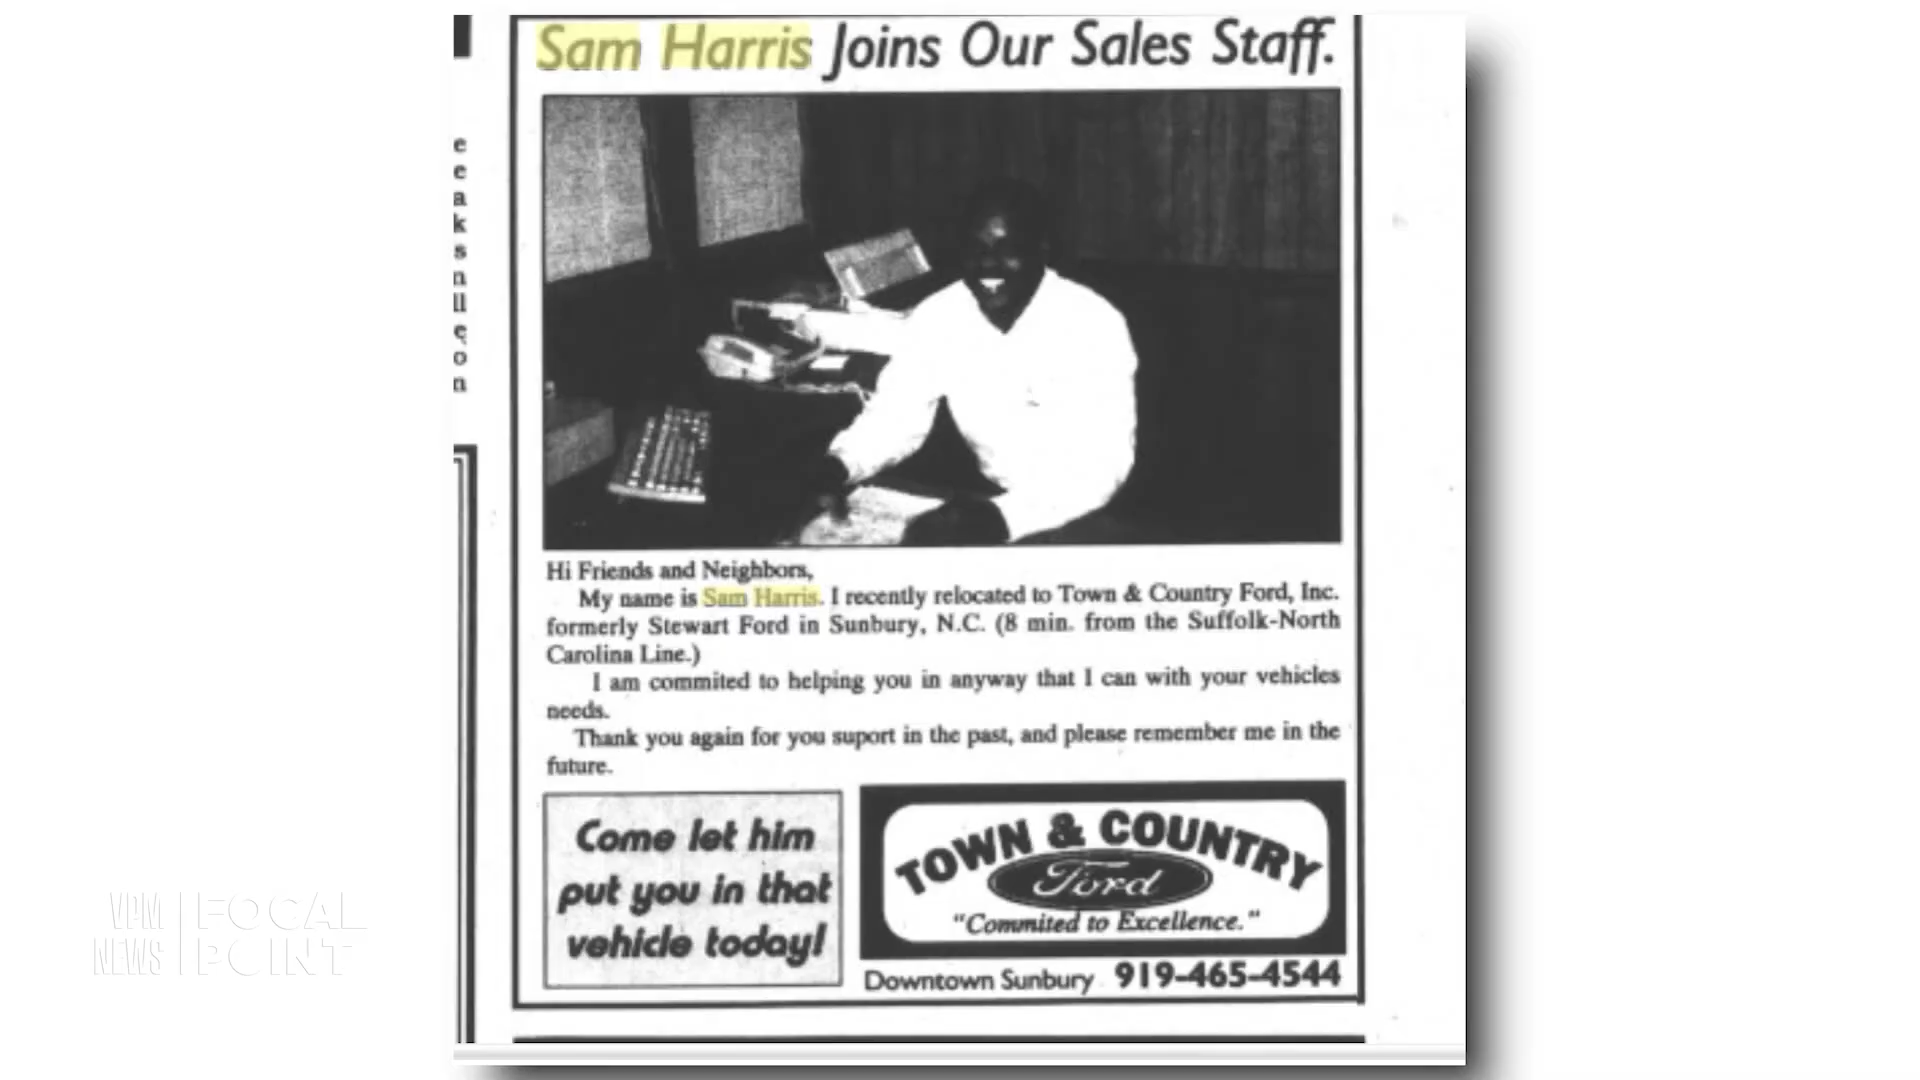 Sam Harris Joins Our Sales Staff.
e
e
a
k
s
n
ll
o
n
Hi Friends and Neighbors,
My name is Sam Harris. I recently relocated to Town & Country Ford, Inc.
formerly Stewart Ford in Sunbury, N.C. (8 min. from the Suffolk-North
Carolina Line.)
I am commited to helping you in anyway that I can with your vehicles
needs.
Thank you again for you suport in the past, and please remember me in the
future.
Come let him
put you in that
vehicle today!
TOWN & COUNTRY
Ford
"Commited to Excellence."
Downtown Sunbury 919-465-4544
VPM
NEWS
FOCAL
POINT